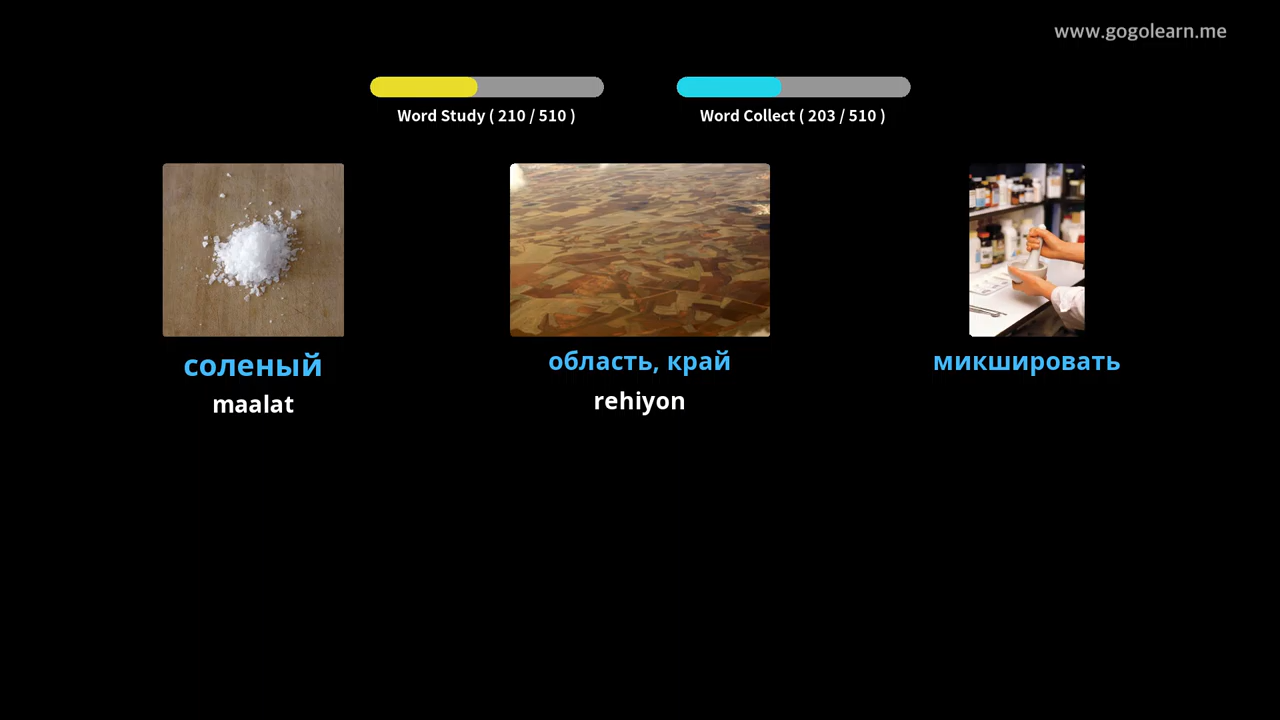 www.gogolearn.me
Word Study ( 210 / 510 )
Word Collect ( 203 / 510 )
соленый
область, край
микшировать
maalat
rehiyon